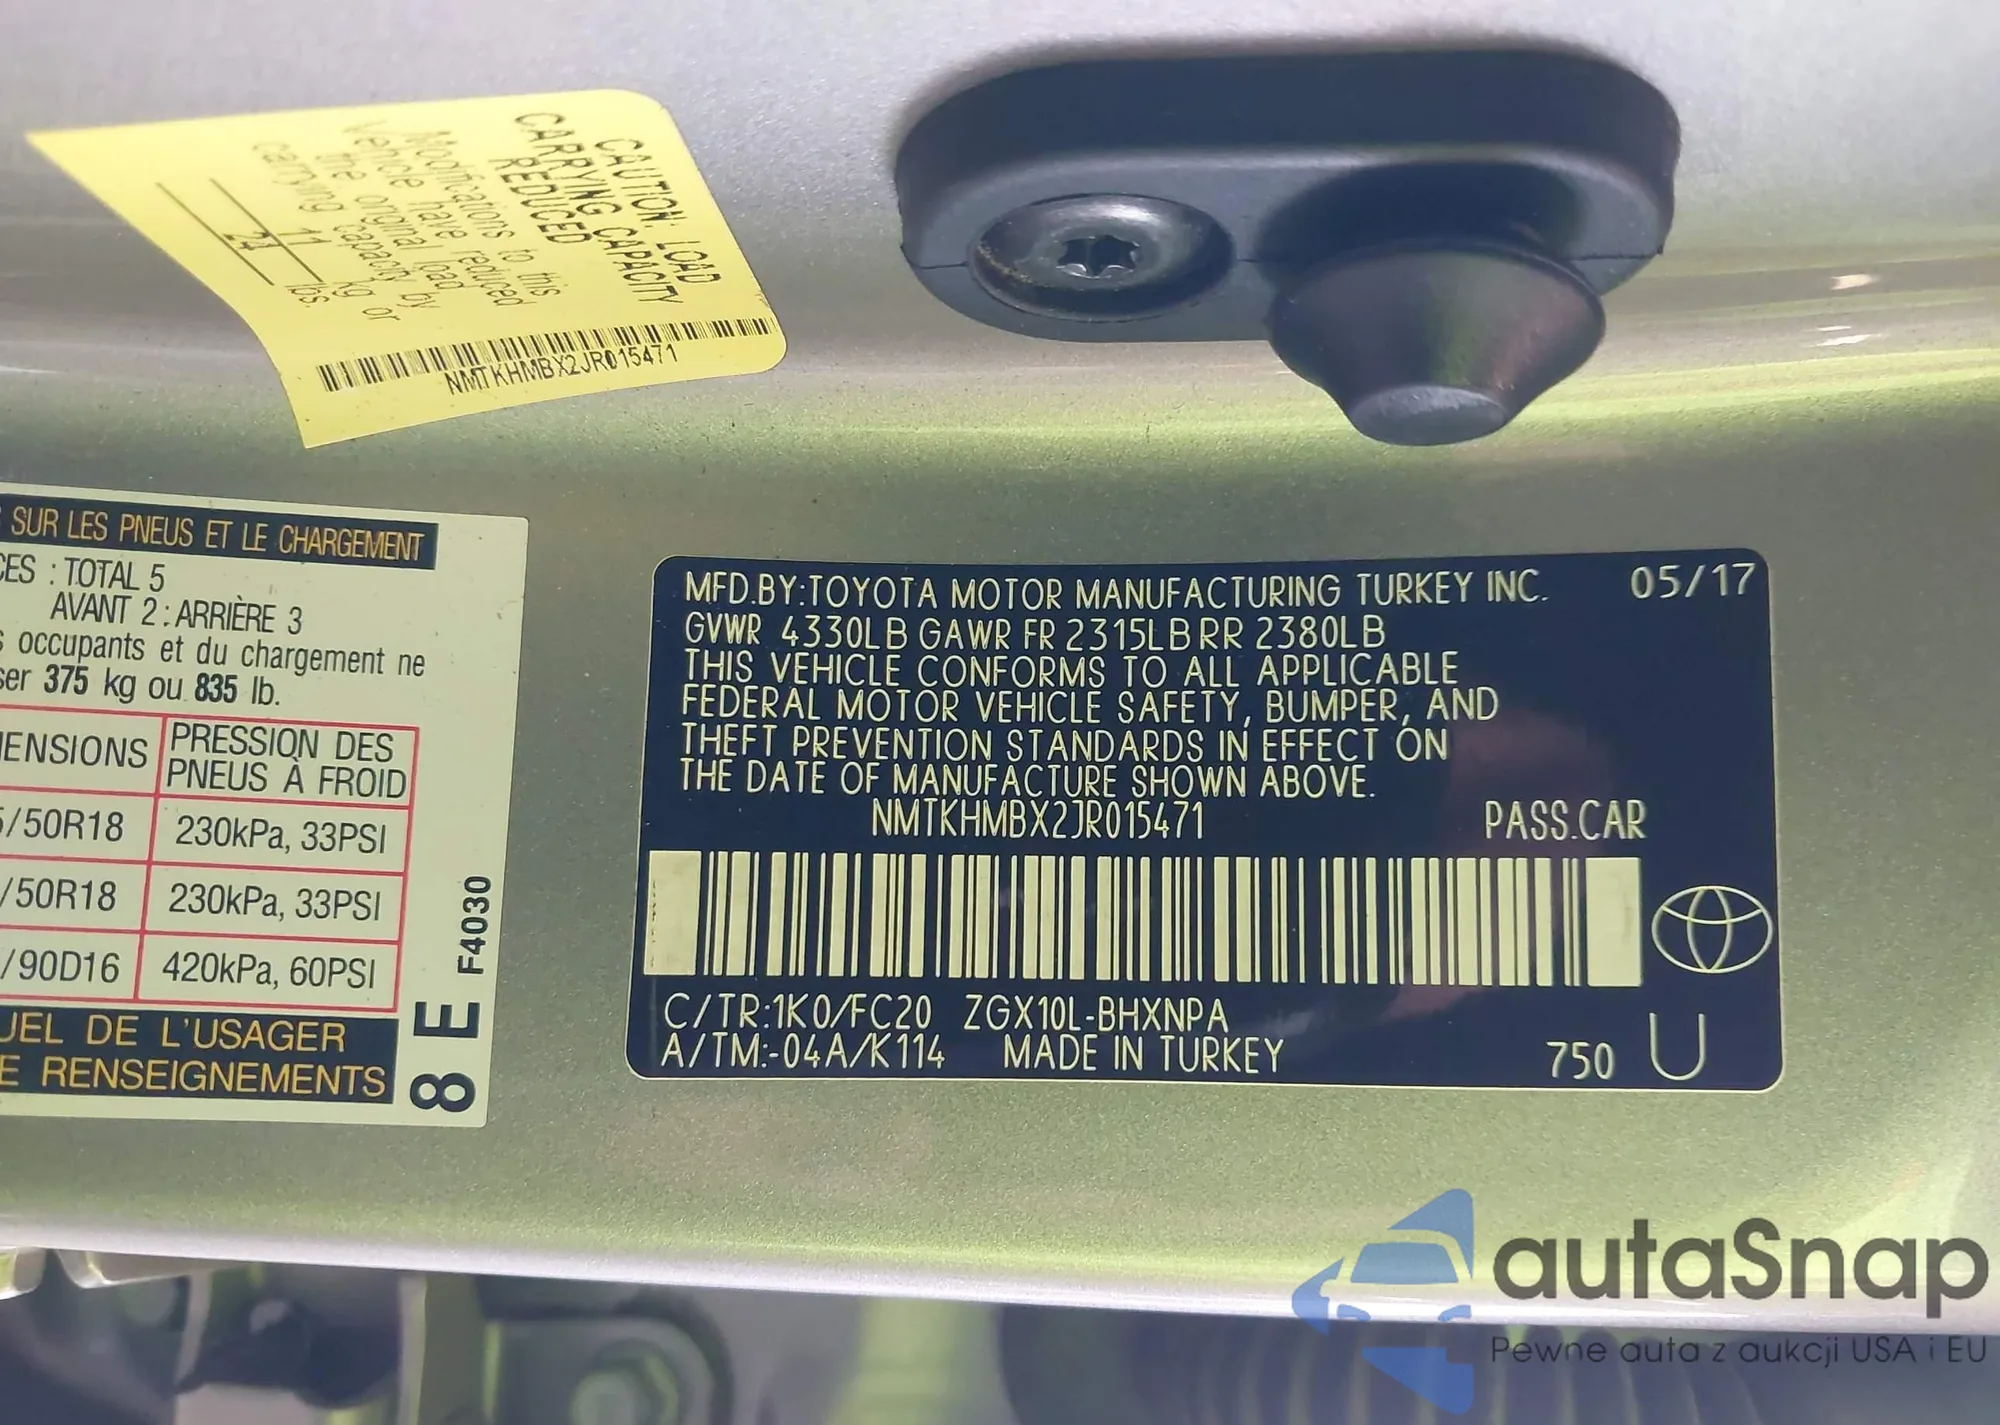 CAUTION: LOAD
CARRYING CAPACITY
REDUCED
Modifications to this
Vehicle have reduced
the original load
carrying capacity by
11 kg or
24 lbs.
NMTKHMBX2JR015471
SUR LES PNEUS ET LE CHARGEMENT
CES : TOTAL 5
AVANT 2 : ARRIÈRE 3
s occupants et du chargement ne
ser 375 kg ou 835 lb.
MENSIONS
PRESSION DES
PNEUS À FROID
5/50R18 230kPa, 33PSI
/50R18 230kPa, 33PSI
/90D16 420kPa, 60PSI
UEL DE L'USAGER
E RENSEIGNEMENTS
8 E F4030
MFD.BY:TOYOTA MOTOR MANUFACTURING TURKEY INC. 05/17
GVWR 4330LB GAWR FR 2315LB RR 2380LB
THIS VEHICLE CONFORMS TO ALL APPLICABLE
FEDERAL MOTOR VEHICLE SAFETY, BUMPER, AND
THEFT PREVENTION STANDARDS IN EFFECT ON
THE DATE OF MANUFACTURE SHOWN ABOVE.
NMTKHMBX2JR015471 PASS.CAR
C/TR:1K0/FC20 ZGX10L-BHXNPA
A/TM:-04A/K114 MADE IN TURKEY 750 U
autaSnap
Pewne auta z aukcji USA i EU